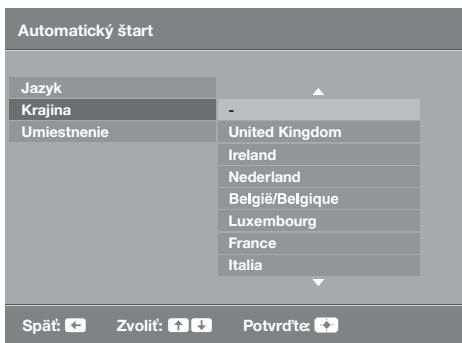 Automatický štart
Jazyk
Krajina
Umiestnenie
-
United Kingdom
Ireland
Nederland
België/Belgique
Luxembourg
France
Italia
Späť: Zvoliť: Potvrďte: